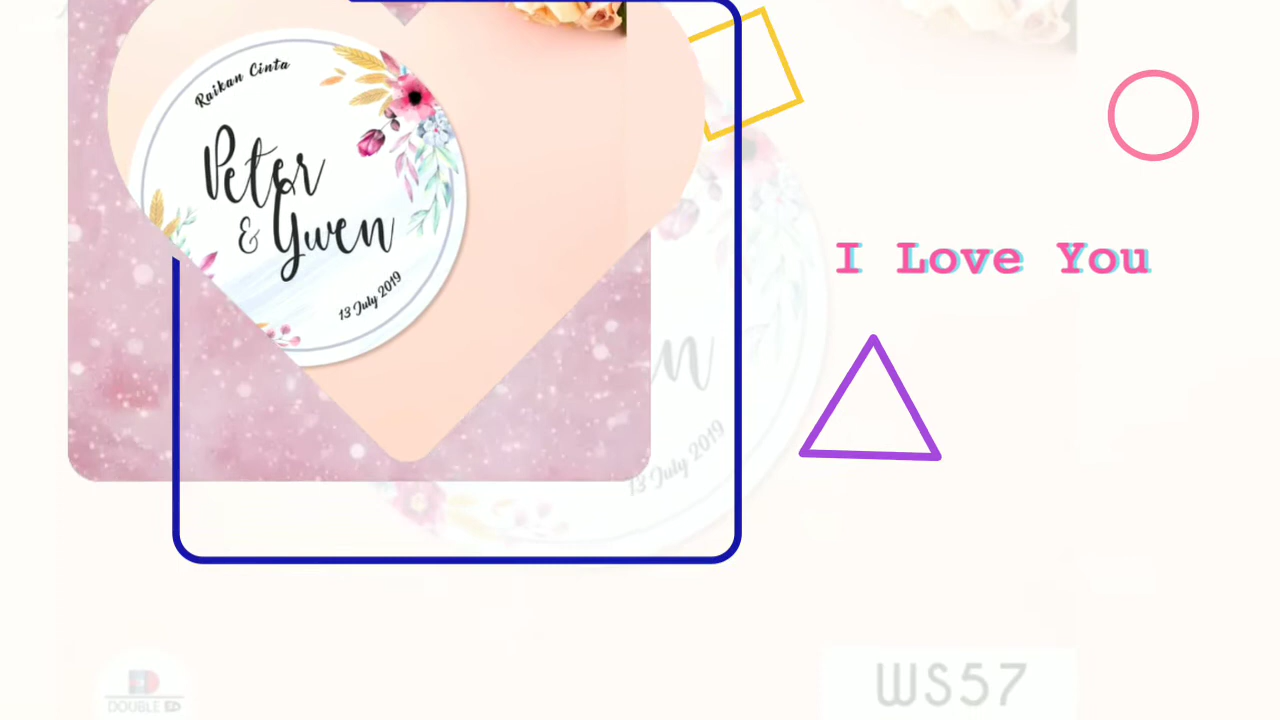 Raikan Cinta
Peter
& Gwen
13 July 2019
I Love You
13 July 2019
WS57
DOUBLE